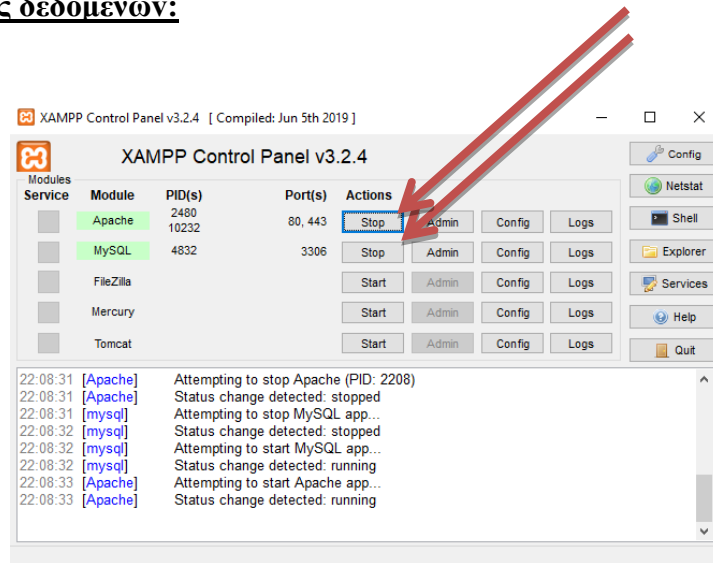 ς δεδομένων:
XAMPP Control Panel v3.2.4 [ Compiled: Jun 5th 2019 ]
XAMPP Control Panel v3.2.4
Config
Modules
Service Module PID(s) Port(s) Actions
Netstat
Apache 2480 10232 80, 443 Stop Admin Config Logs
Shell
MySQL 4832 3306 Stop Admin Config Logs
Explorer
FileZilla Start Admin Config Logs
Services
Mercury Start Admin Config Logs
Help
Tomcat Start Admin Config Logs
Quit
22:08:31 [Apache] Attempting to stop Apache (PID: 2208)
22:08:31 [Apache] Status change detected: stopped
22:08:31 [mysql] Attempting to stop MySQL app...
22:08:32 [mysql] Status change detected: stopped
22:08:32 [mysql] Attempting to start MySQL app...
22:08:32 [mysql] Status change detected: running
22:08:33 [Apache] Attempting to start Apache app...
22:08:33 [Apache] Status change detected: running